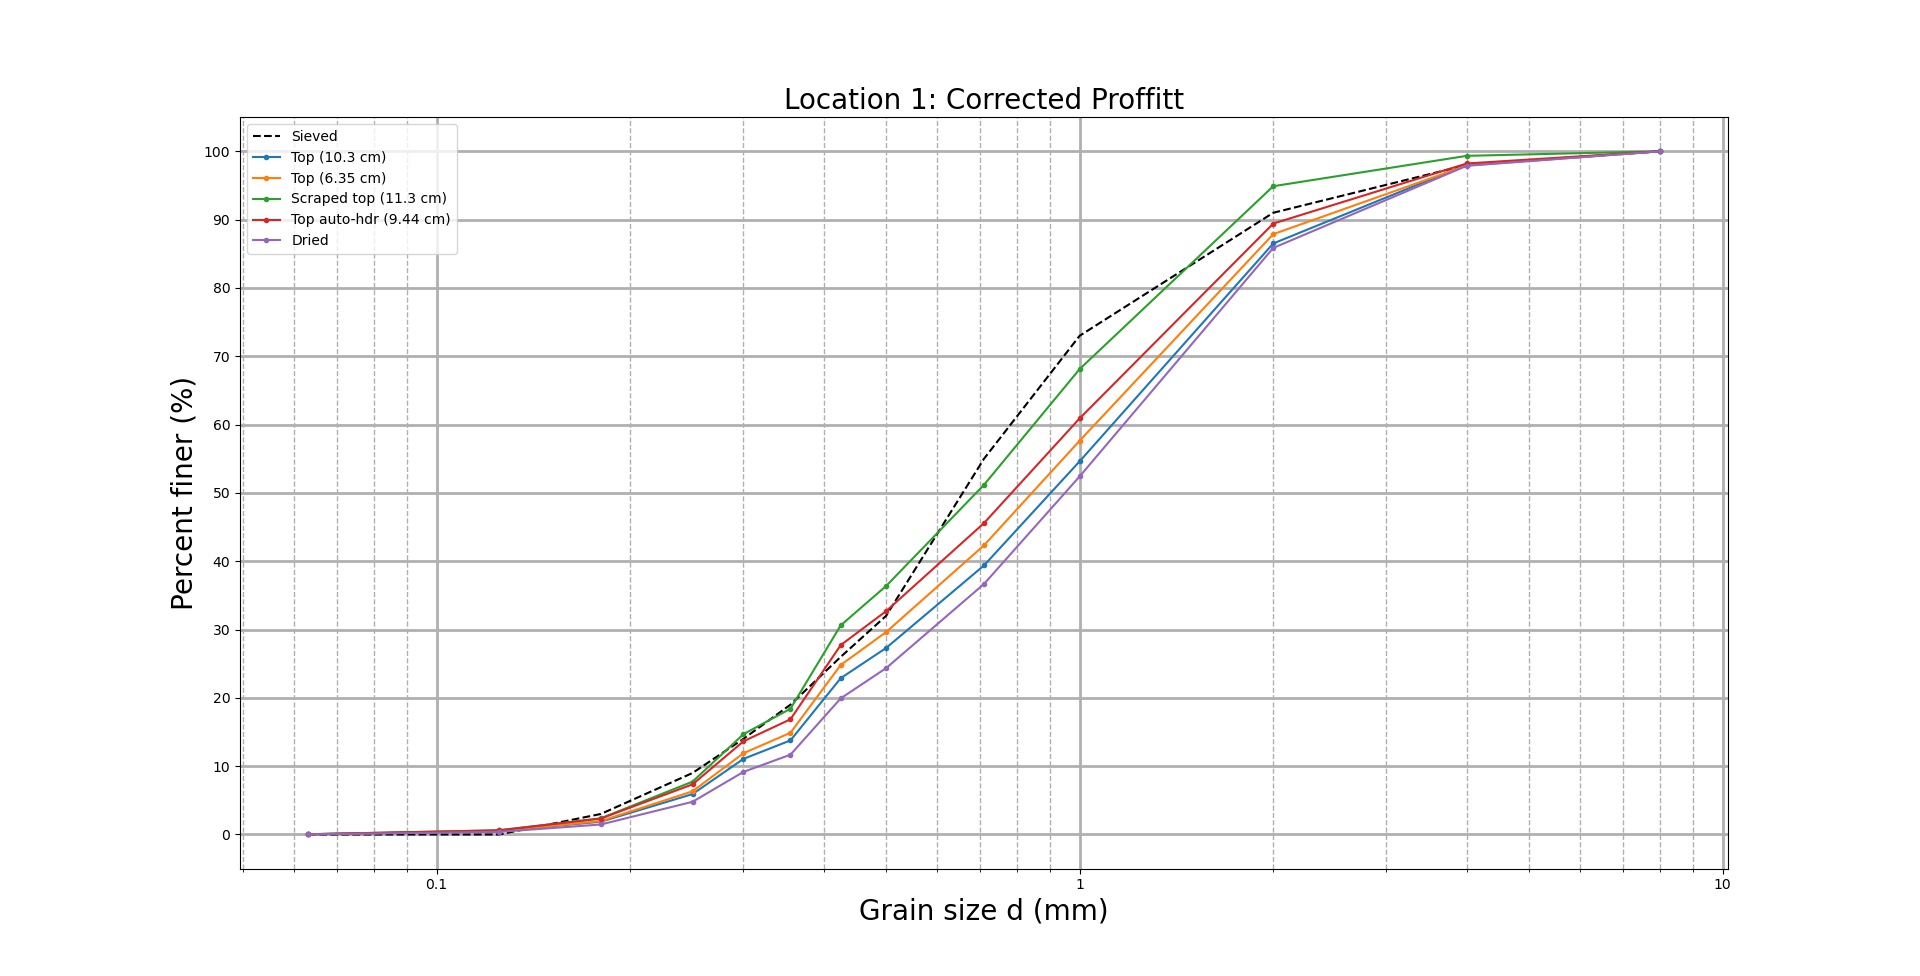 Location 1: Corrected Proffitt
Sieved
Top (10.3 cm)
Top (6.35 cm)
Scraped top (11.3 cm)
Top auto-hdr (9.44 cm)
Dried
Percent finer (%)
100
90
80
70
60
50
40
30
20
10
0
0.1 1 10
Grain size d (mm)